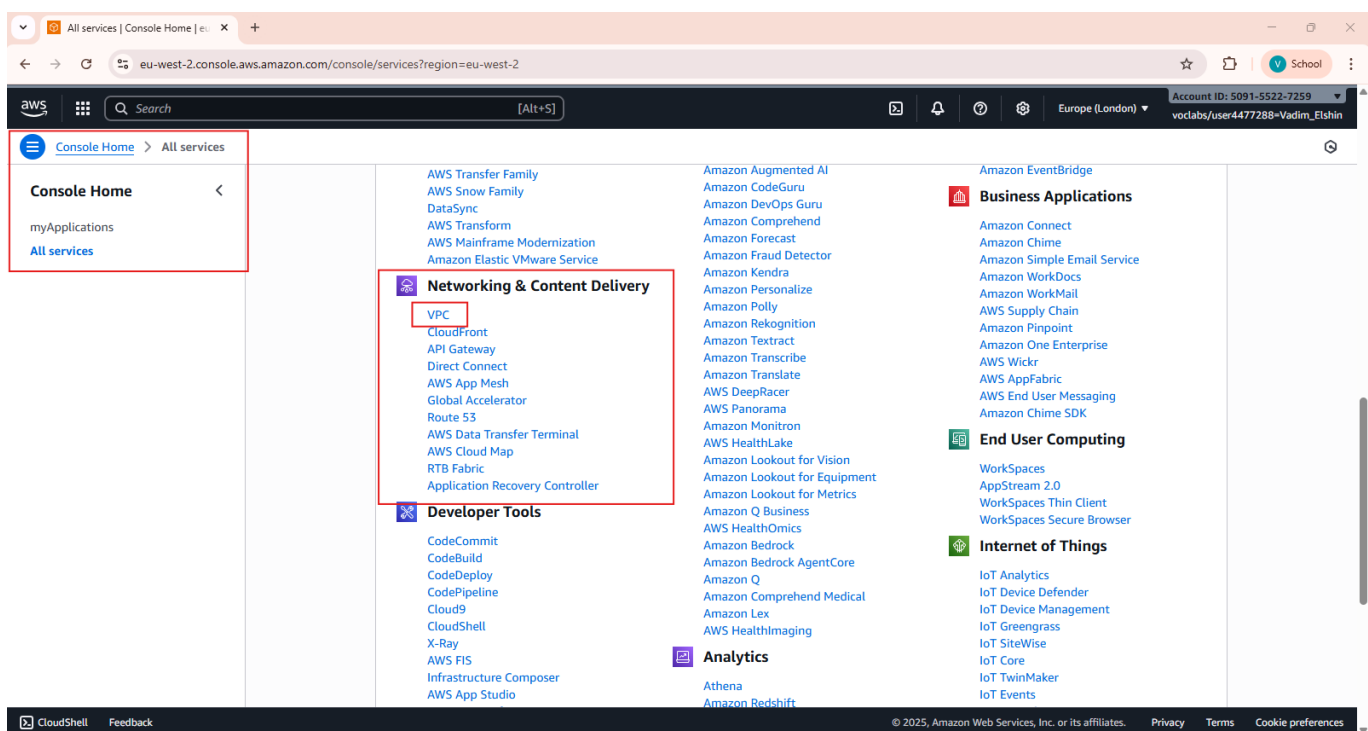 All services | Console Home | eu
eu-west-2.console.aws.amazon.com/console/services?region=eu-west-2
V School
aws
Search [Alt+S]
Europe (London)
Account ID: 5091-5522-7259
voclabs/user4477288=Vadim_Elshin
Console Home > All services
Console Home
myApplications
All services
AWS Transfer Family
AWS Snow Family
DataSync
AWS Transform
AWS Mainframe Modernization
Amazon Elastic VMware Service
Networking & Content Delivery
VPC
CloudFront
API Gateway
Direct Connect
AWS App Mesh
Global Accelerator
Route 53
AWS Data Transfer Terminal
AWS Cloud Map
RTB Fabric
Application Recovery Controller
Developer Tools
CodeCommit
CodeBuild
CodeDeploy
CodePipeline
Cloud9
CloudShell
X-Ray
AWS FIS
Infrastructure Composer
AWS App Studio
Amazon Augmented AI
Amazon CodeGuru
Amazon DevOps Guru
Amazon Comprehend
Amazon Forecast
Amazon Fraud Detector
Amazon Kendra
Amazon Personalize
Amazon Polly
Amazon Rekognition
Amazon Textract
Amazon Transcribe
Amazon Translate
AWS DeepRacer
AWS Panorama
Amazon Monitron
AWS HealthLake
Amazon Lookout for Vision
Amazon Lookout for Equipment
Amazon Lookout for Metrics
Amazon Q Business
AWS HealthOmics
Amazon Bedrock
Amazon Bedrock AgentCore
Amazon Q
Amazon Comprehend Medical
Amazon Lex
AWS HealthImaging
Analytics
Athena
Amazon Redshift
Amazon EventBridge
Business Applications
Amazon Connect
Amazon Chime
Amazon Simple Email Service
Amazon WorkDocs
Amazon WorkMail
AWS Supply Chain
Amazon Pinpoint
Amazon One Enterprise
AWS Wickr
AWS AppFabric
AWS End User Messaging
Amazon Chime SDK
End User Computing
WorkSpaces
AppStream 2.0
WorkSpaces Thin Client
WorkSpaces Secure Browser
Internet of Things
IoT Analytics
IoT Device Defender
IoT Device Management
IoT Greengrass
IoT SiteWise
IoT Core
IoT TwinMaker
IoT Events
CloudShell Feedback © 2025, Amazon Web Services, Inc. or its affiliates. Privacy Terms Cookie preferences